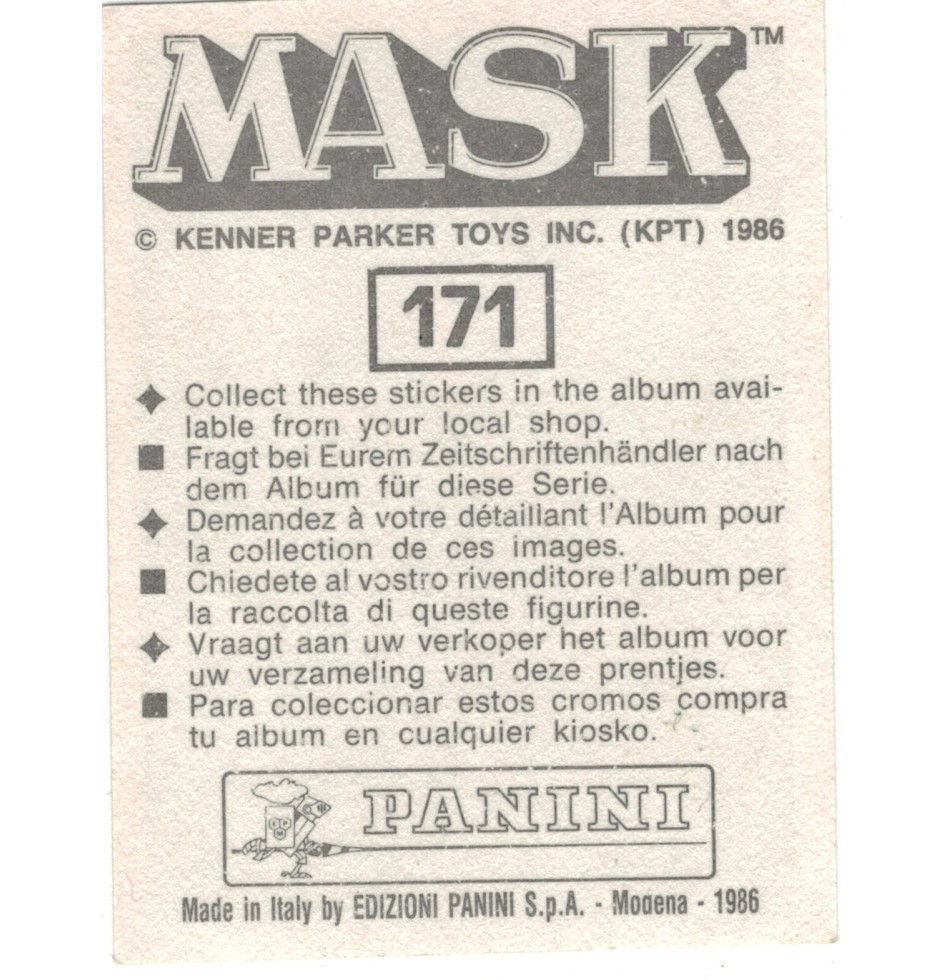 MASK™
© KENNER PARKER TOYS INC. (KPT) 1986
171
◆ Collect these stickers in the album avai-
lable from your local shop.
■ Fragt bei Eurem Zeitschriftenhändler nach
dem Album für diese Serie.
◆ Demandez à votre détaillant l'Album pour
la collection de ces images.
■ Chiedete al vostro rivenditore l'album per
la raccolta di queste figurine.
◆ Vraagt aan uw verkoper het album voor
uw verzameling van deze prentjes.
■ Para coleccionar estos cromos compra
tu album en cualquier kiosko.
PANINI
Made in Italy by EDIZIONI PANINI S.p.A. - Modena - 1986